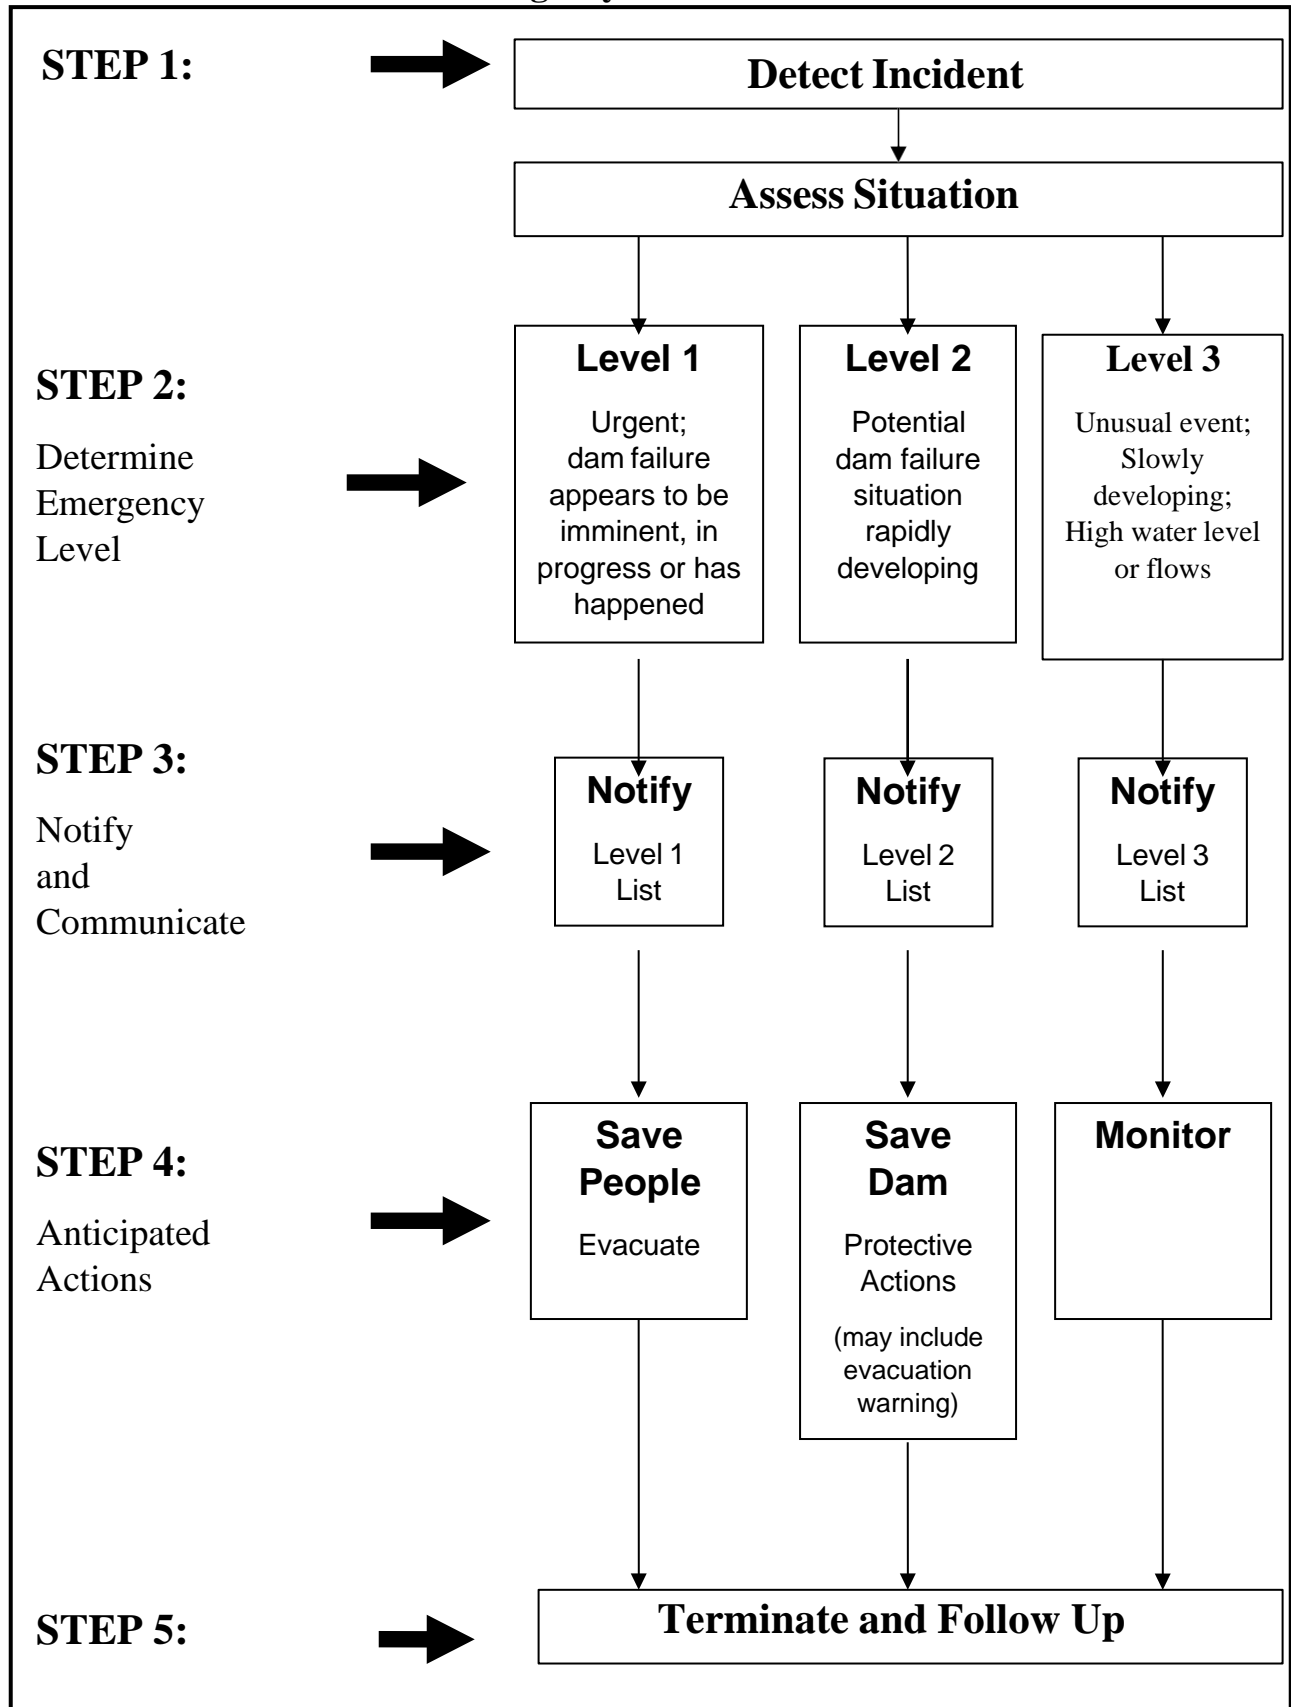 STEP 1:
Detect Incident
Assess Situation
STEP 2:
Determine
Emergency
Level
Level 1
Urgent;
dam failure
appears to be
imminent, in
progress or has
happened
Level 2
Potential
dam failure
situation
rapidly
developing
Level 3
Unusual event;
Slowly
developing;
High water level
or flows
STEP 3:
Notify
and
Communicate
Notify
Level 1
List
Notify
Level 2
List
Notify
Level 3
List
STEP 4:
Anticipated
Actions
Save
People
Evacuate
Save
Dam
Protective
Actions
(may include
evacuation
warning)
Monitor
STEP 5:
Terminate and Follow Up